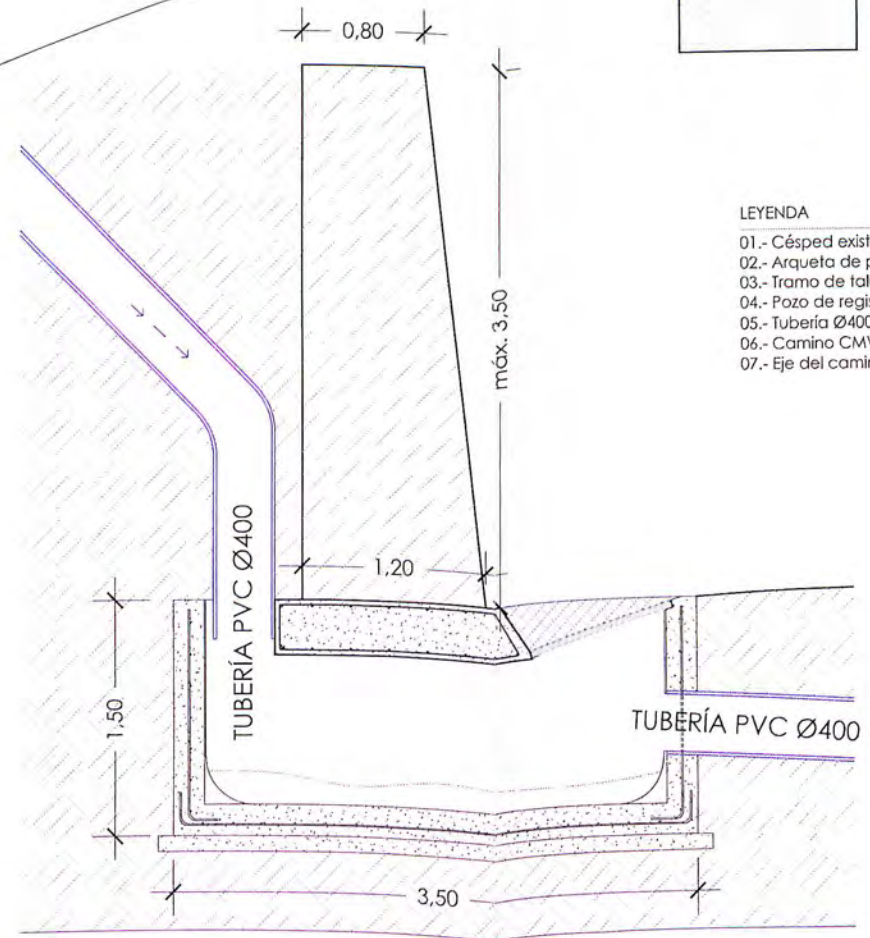 0,80
máx. 3,50
LEYENDA
01.- Césped exist
02.- Arqueta de p
03.- Tramo de tal
04.- Pozo de regis
05.- Tubería Ø400
06.- Camino CMV
07.- Eje del camin
TUBERÍA PVC Ø400
1,20
1,50
TUBERÍA PVC Ø400
3,50